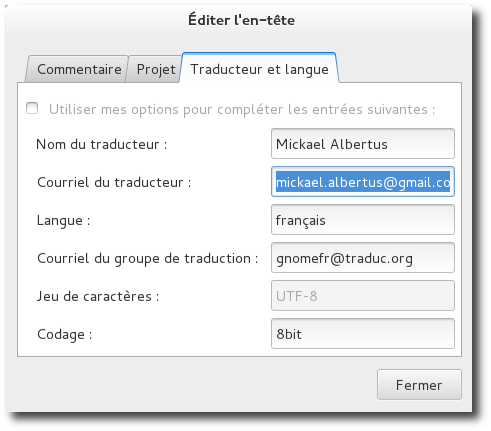 Éditer l'en-tête
Commentaire Projet Traducteur et langue
Utiliser mes options pour compléter les entrées suivantes :
Nom du traducteur : Mickael Albertus
Courriel du traducteur : mickael.albertus@gmail.co
Langue : français
Courriel du groupe de traduction : gnomefr@traduc.org
Jeu de caractères : UTF-8
Codage : 8bit
Fermer